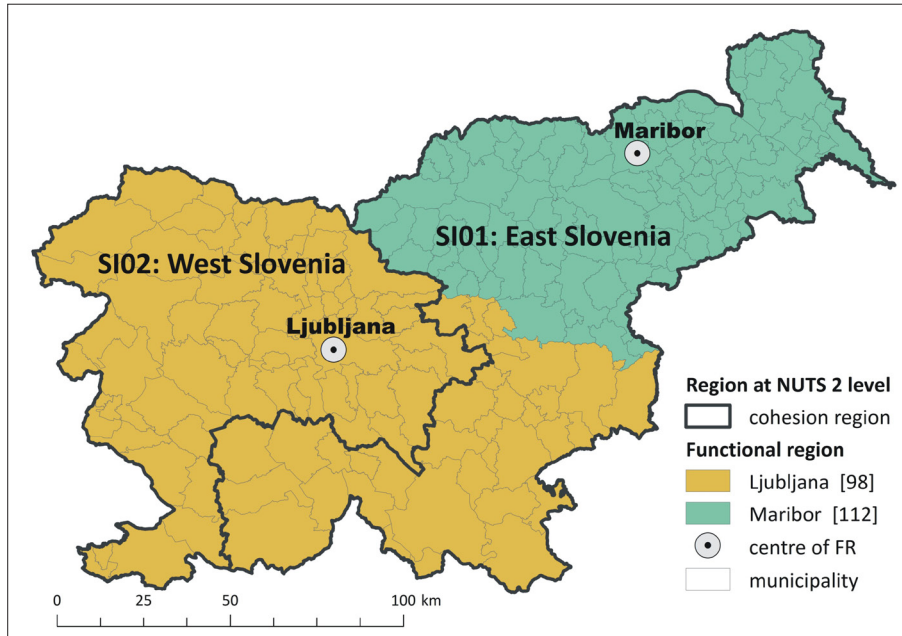 Maribor
SI01: East Slovenia
SI02: West Slovenia
Ljubljana
Region at NUTS 2 level
cohesion region
Functional region
Ljubljana [98]
Maribor [112]
centre of FR
municipality
0 25 50 100 km